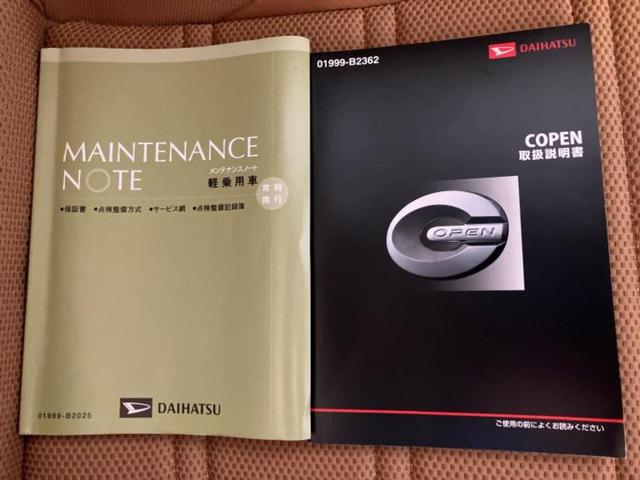 MAINTENANCE
NOTE
メンテナンスノート
軽乗用車
常時
携行
●保証書 ●点検整備方式 ●サービス網 ●点検整備記録簿
01989-B2025
DAIHATSU
01999-B2362
DAIHATSU
COPEN
取扱説明書
OPEN
ご使用の前によくお読みください